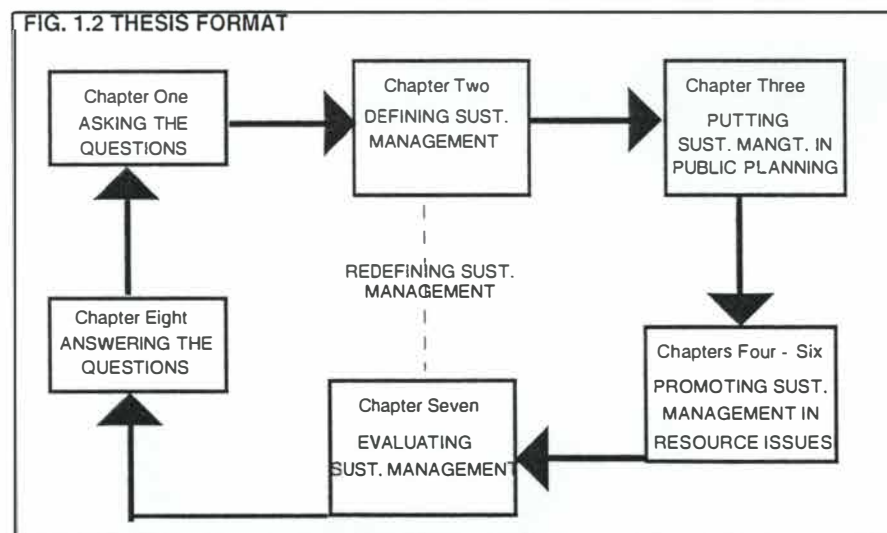 FIG. 1.2 THESIS FORMAT
Chapter One
ASKING THE
QUESTIONS
Chapter Two
DEFINING SUST.
MANAGEMENT
Chapter Three
PUTTING
SUST. MANGT. IN
PUBLIC PLANNING
REDEFINING SUST.
MANAGEMENT
Chapter Eight
ANSWERING THE
QUESTIONS
Chapters Four - Six
PROMOTING SUST.
MANAGEMENT IN
RESOURCE ISSUES
Chapter Seven
EVALUATING
SUST. MANAGEMENT